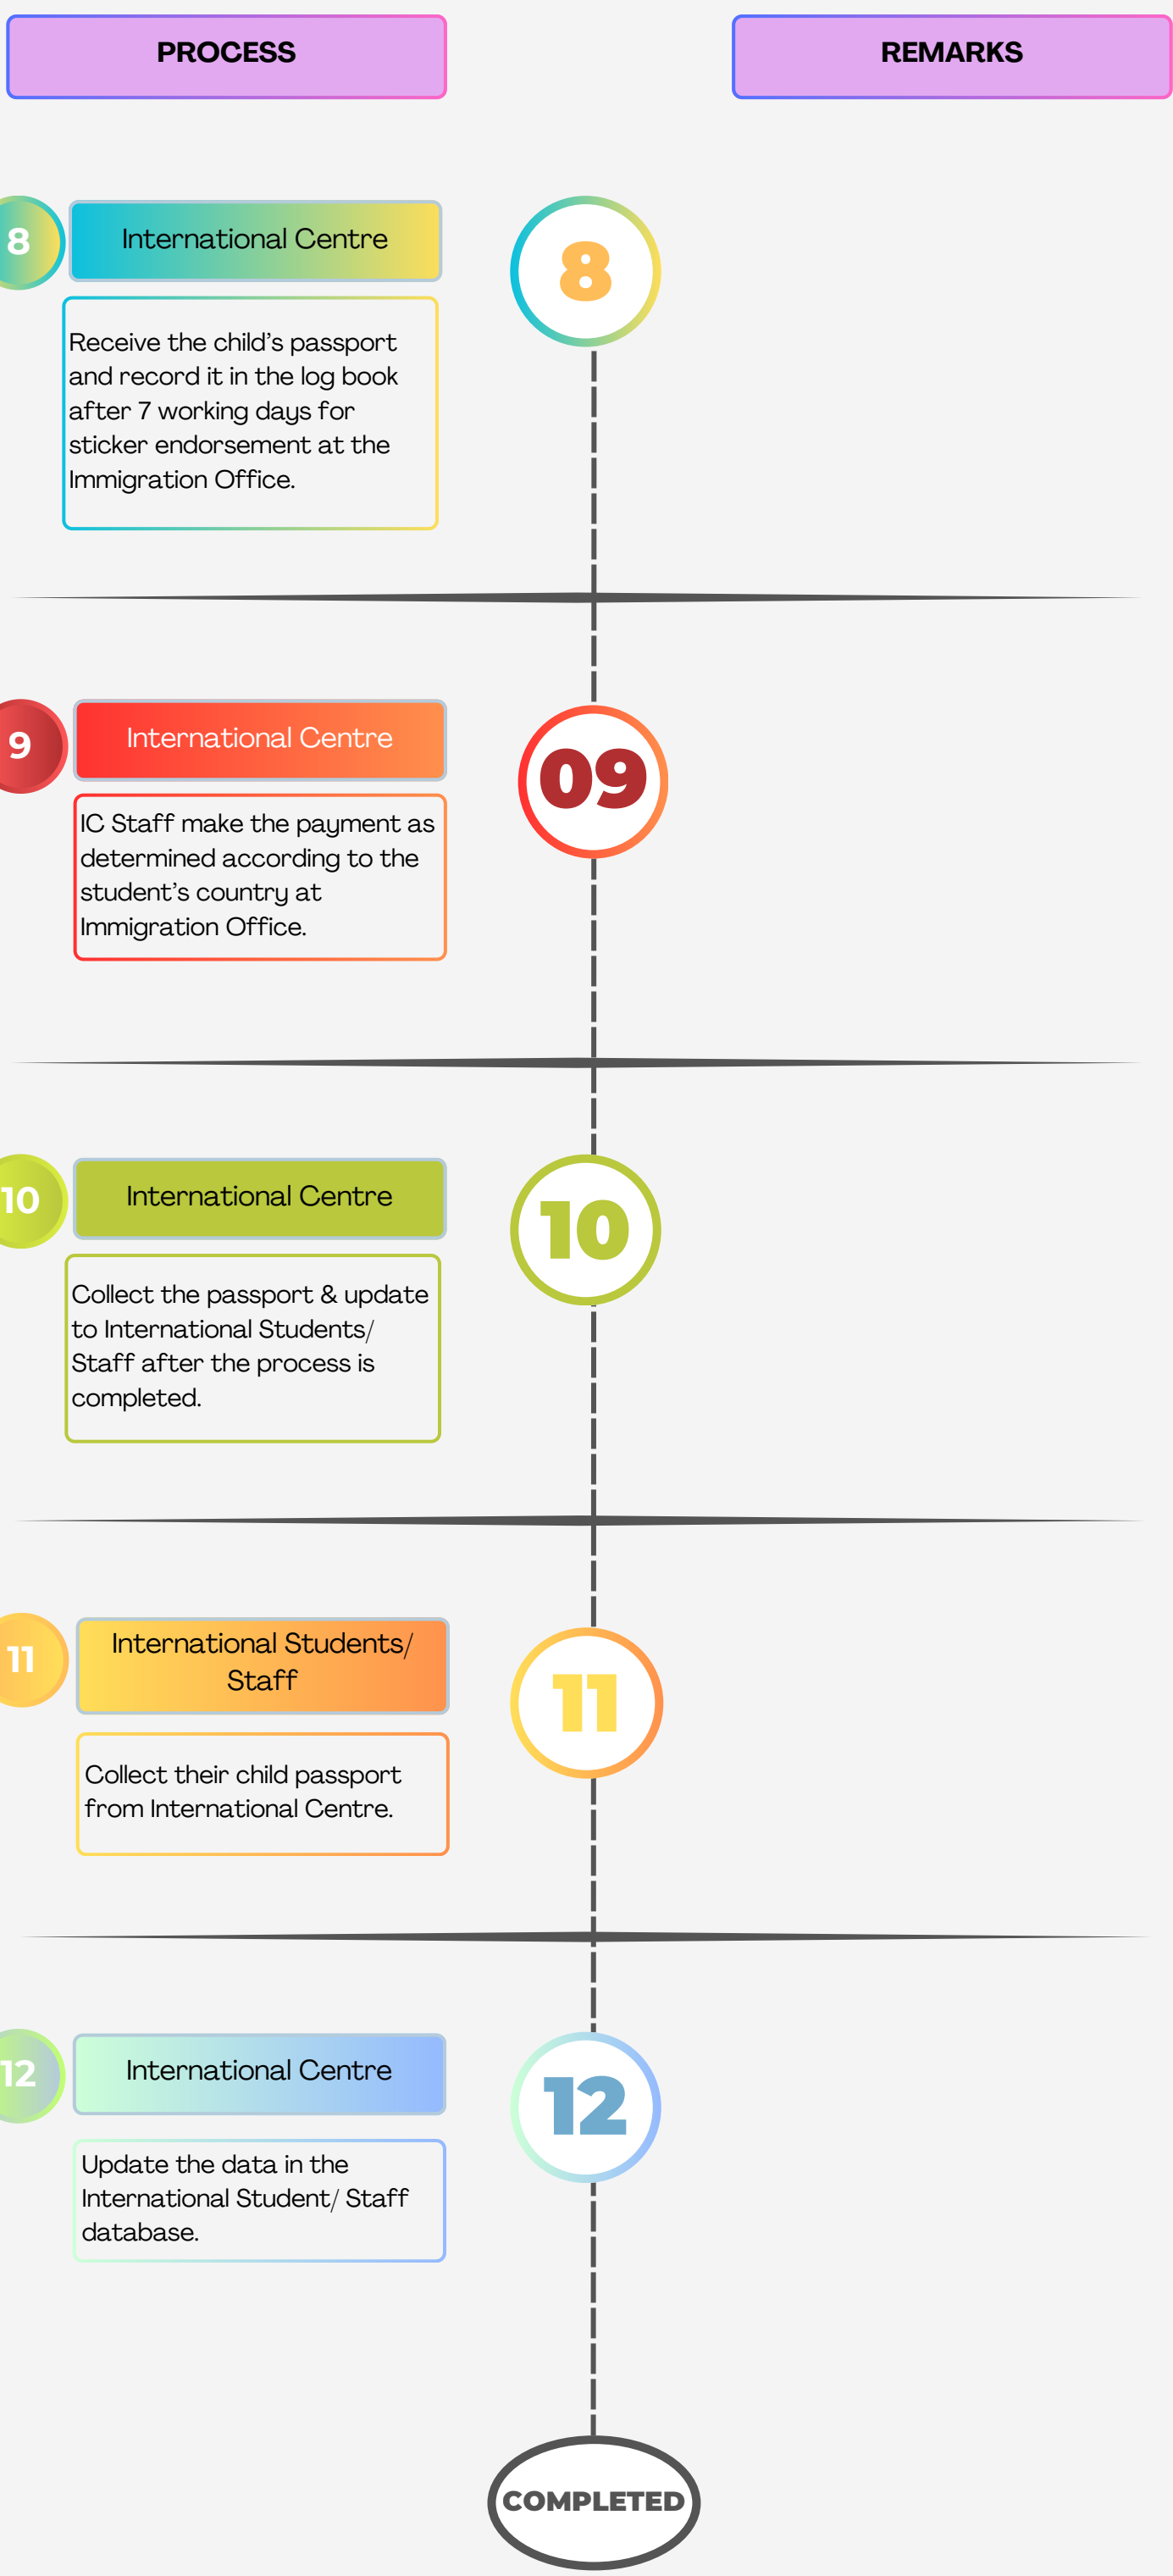 PROCESS
REMARKS
8
International Centre
8
Receive the child's passport
and record it in the log book
after 7 working days for
sticker endorsement at the
Immigration Office.
9
International Centre
09
IC Staff make the payment as
determined according to the
student's country at
Immigration Office.
10
International Centre
10
Collect the passport & update
to International Students/
Staff after the process is
completed.
11
International Students/
Staff
11
Collect their child passport
from International Centre.
12
International Centre
12
Update the data in the
International Student/ Staff
database.
COMPLETED